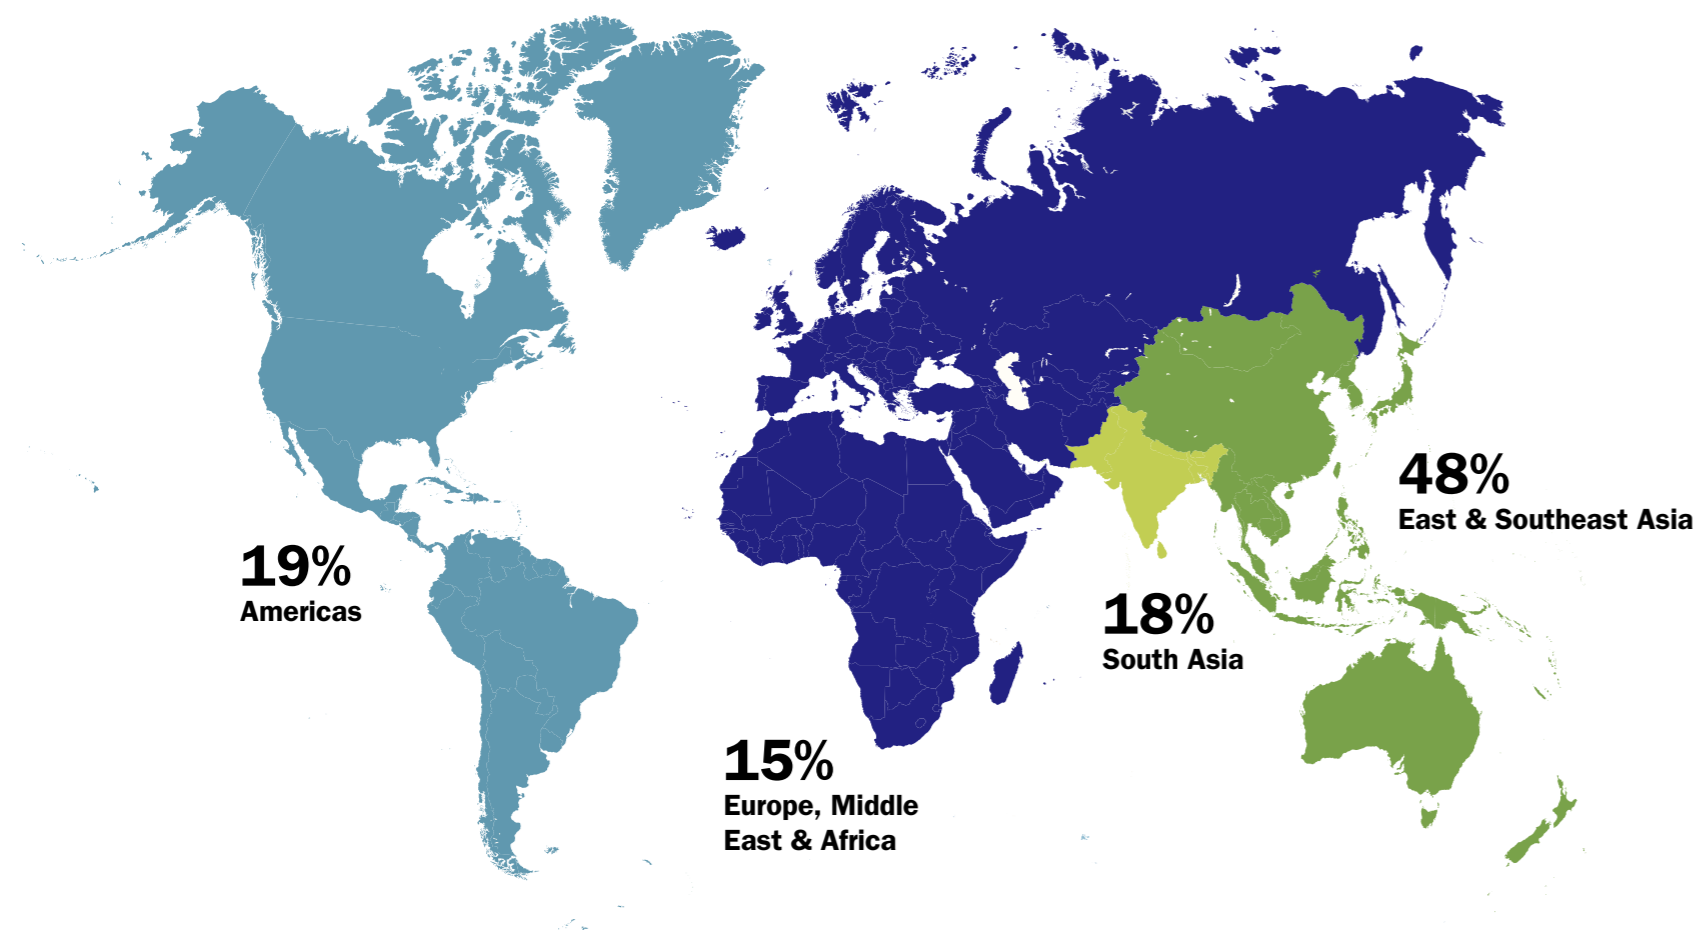 48%
East & Southeast Asia
19%
Americas
18%
South Asia
15%
Europe, Middle
East & Africa